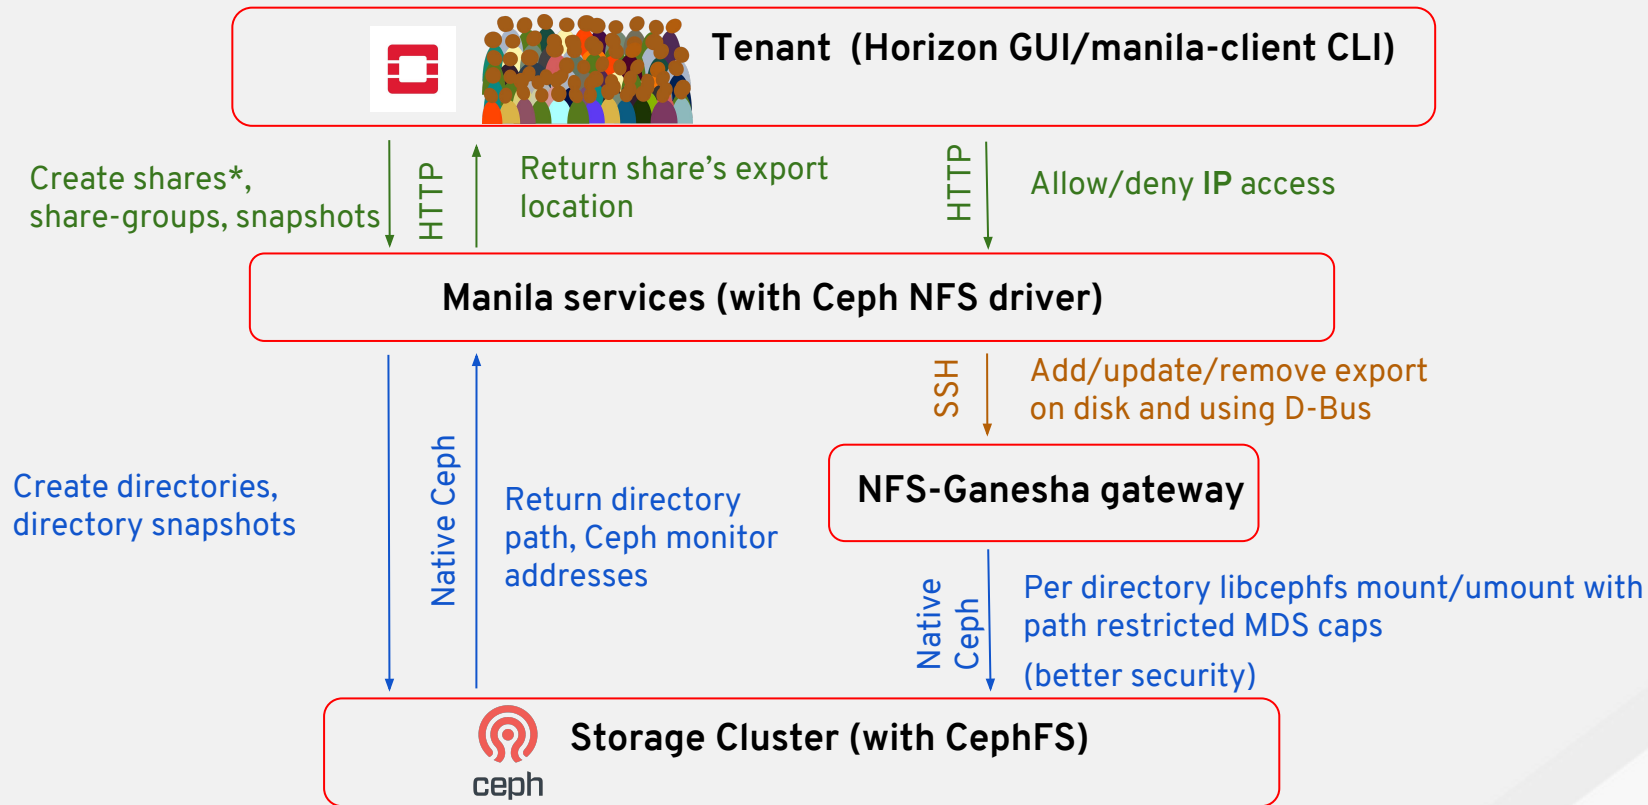 Tenant  (Horizon GUI/manila-client CLI)
Create shares*,
share-groups, snapshots
HTTP
Return share’s export
location
HTTP
Allow/deny IP access
Manila services (with Ceph NFS driver)
SSH
Add/update/remove export
on disk and using D-Bus
Create directories,
directory snapshots
Native Ceph
Return directory
path, Ceph monitor
addresses
NFS-Ganesha gateway
Native
Ceph
Per directory libcephfs mount/umount with
path restricted MDS caps
(better security)
ceph
Storage Cluster (with CephFS)